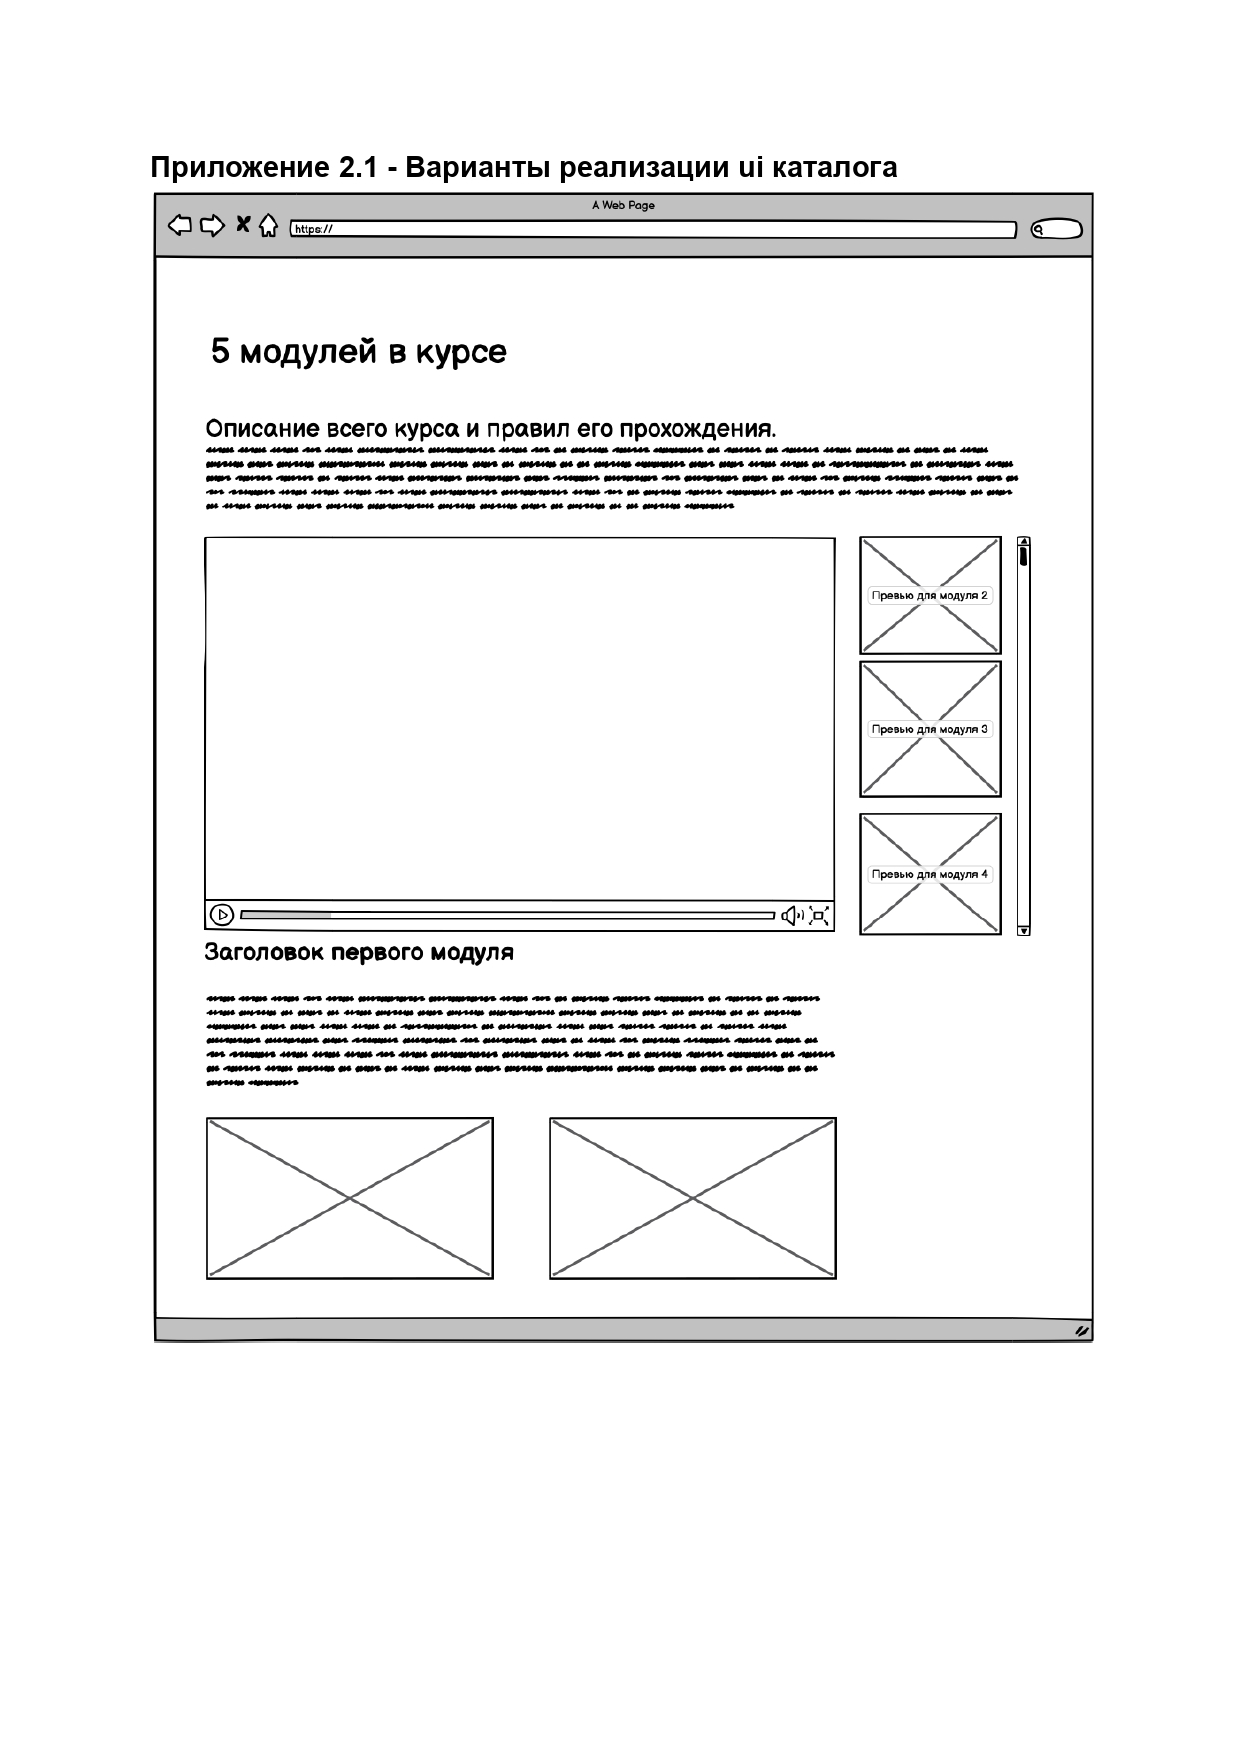 Приложение 2.1 - Варианты реализации ui каталога
A Web Page
https://
5 модулей в курсе
Описание всего курса и правил его прохождения.
Превью для модуля 2
Превью для модуля 3
Превью для модуля 4
Заголовок первого модуля